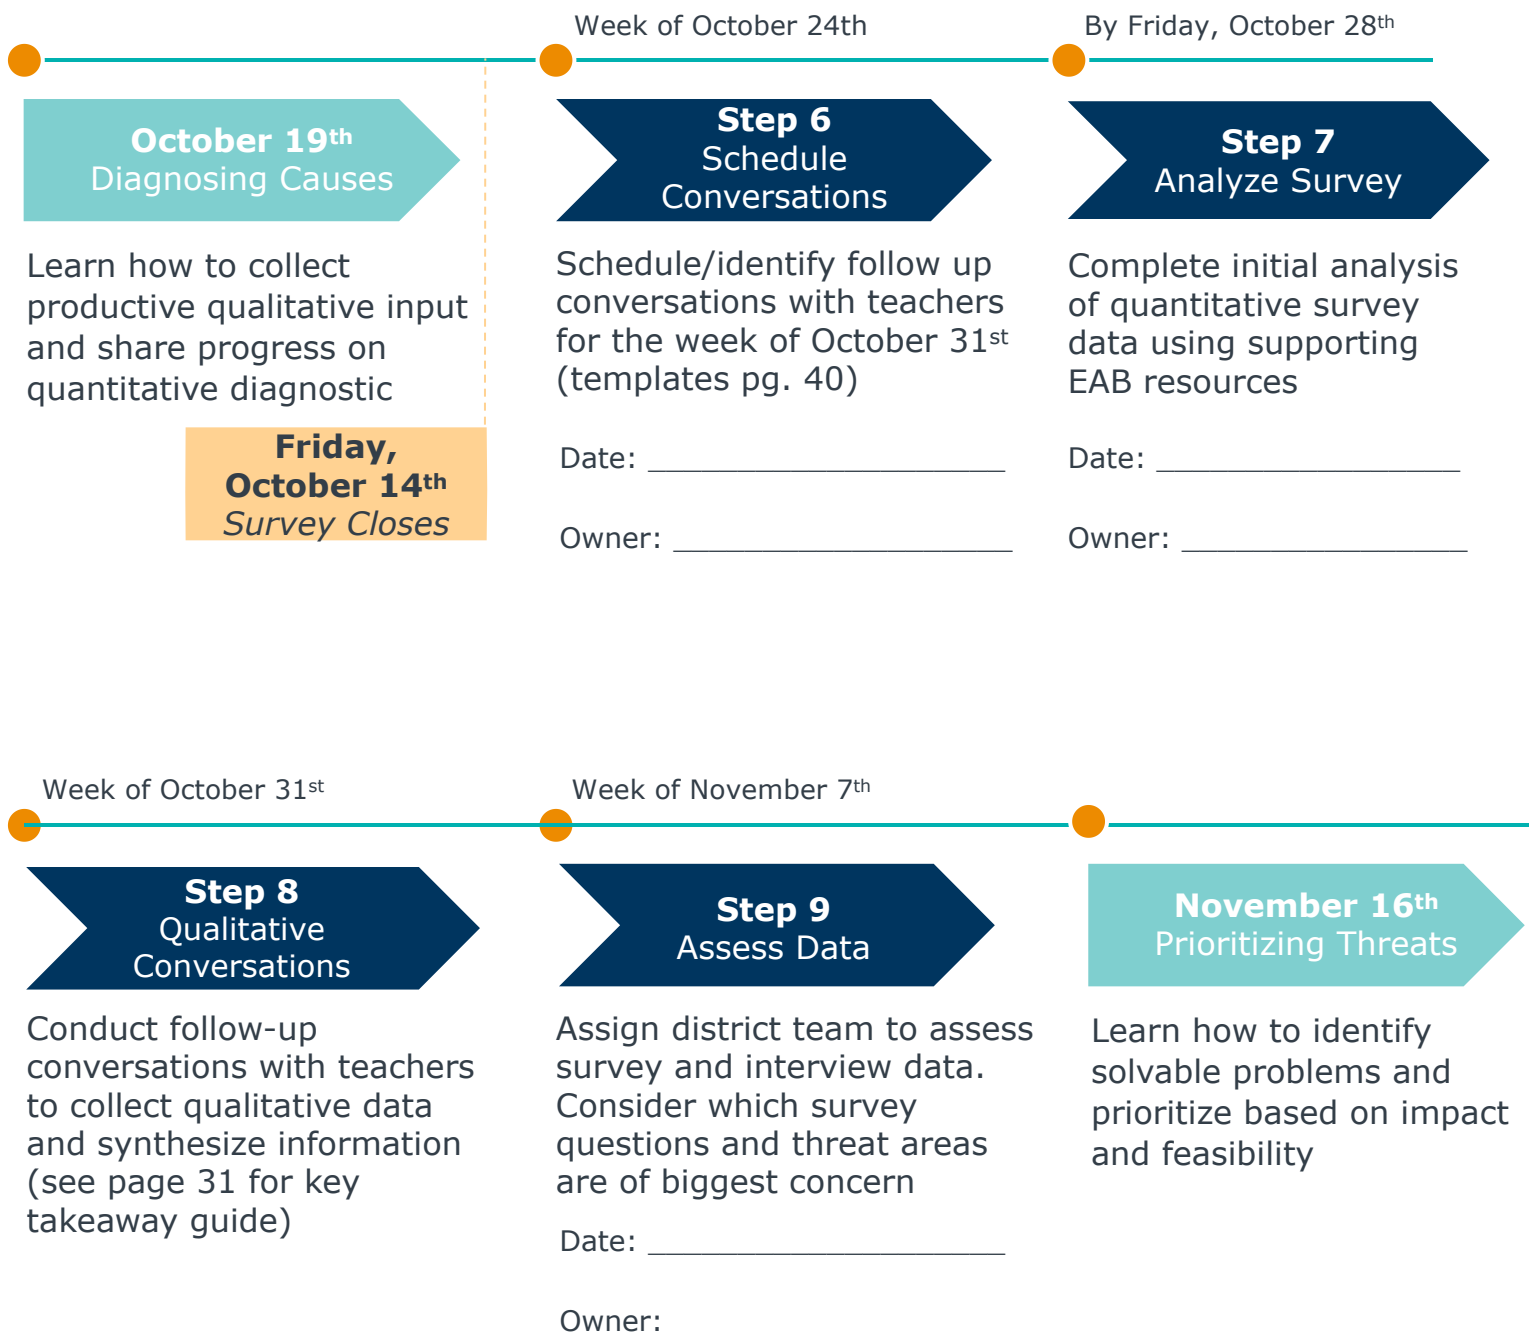 Week of October 24th
By Friday, October 28th
October 19th
Diagnosing Causes
Learn how to collect
productive qualitative input
and share progress on
quantitative diagnostic
Friday,
October 14th
Survey Closes
Step 6
Schedule
Conversations
Schedule/identify follow up
conversations with teachers
for the week of October 31st
(templates pg. 40)
Date: ____________________
Owner: ___________________
Step 7
Analyze Survey
Complete initial analysis
of quantitative survey
data using supporting
EAB resources
Date: _________________
Owner: ________________
Week of October 31st
Week of November 7th
Step 8
Qualitative
Conversations
Conduct follow-up
conversations with teachers
to collect qualitative data
and synthesize information
(see page 31 for key
takeaway guide)
Step 9
Assess Data
Assign district team to assess
survey and interview data.
Consider which survey
questions and threat areas
are of biggest concern
Date: ____________________
Owner:
November 16th
Prioritizing Threats
Learn how to identify
solvable problems and
prioritize based on impact
and feasibility